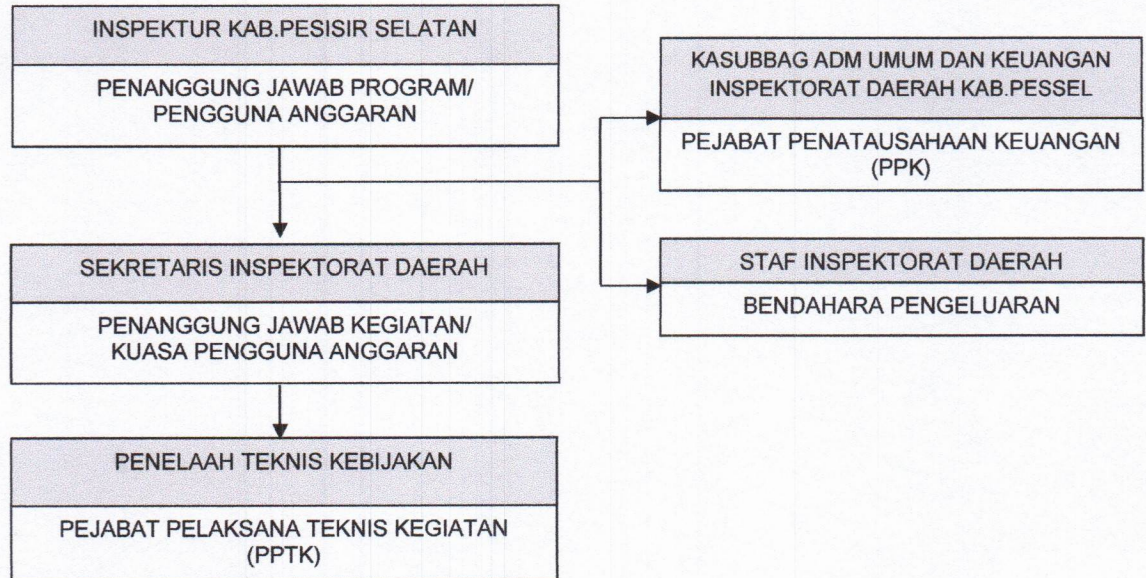 INSPEKTUR KAB.PESISIR SELATAN
PENANGGUNG JAWAB PROGRAM/
PENGGUNA ANGGARAN
KASUBBAG ADM UMUM DAN KEUANGAN
INSPEKTORAT DAERAH KAB.PESSEL
PEJABAT PENATAUSAHAAN KEUANGAN
(PPK)
SEKRETARIS INSPEKTORAT DAERAH
PENANGGUNG JAWAB KEGIATAN/
KUASA PENGGUNA ANGGARAN
STAF INSPEKTORAT DAERAH
BENDAHARA PENGELUARAN
PENELAAH TEKNIS KEBIJAKAN
PEJABAT PELAKSANA TEKNIS KEGIATAN
(PPTK)